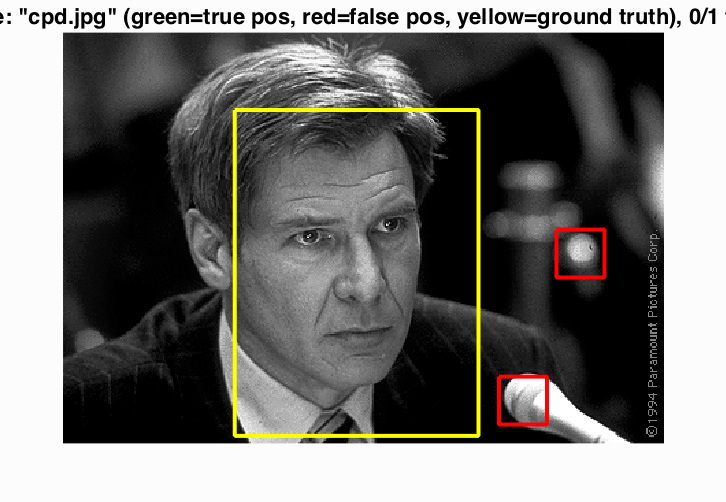 e: "cpd.jpg" (green=true pos, red=false pos, yellow=ground truth), 0/1
©1994 Paramount Pictures Corp.